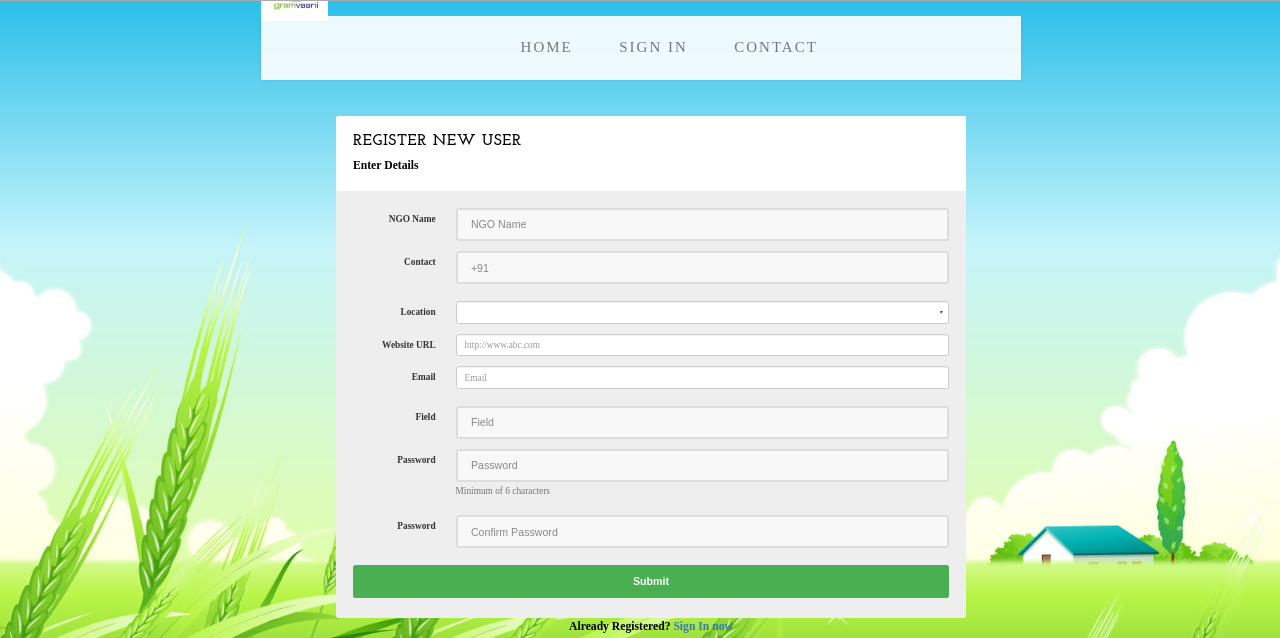 gramvaani
HOME SIGN IN CONTACT
REGISTER NEW USER
Enter Details
NGO Name NGO Name
Contact +91
Location
Website URL http://www.abc.com
Email Email
Field Field
Password Password
Minimum of 6 characters
Password Confirm Password
Submit
Already Registered? Sign In now